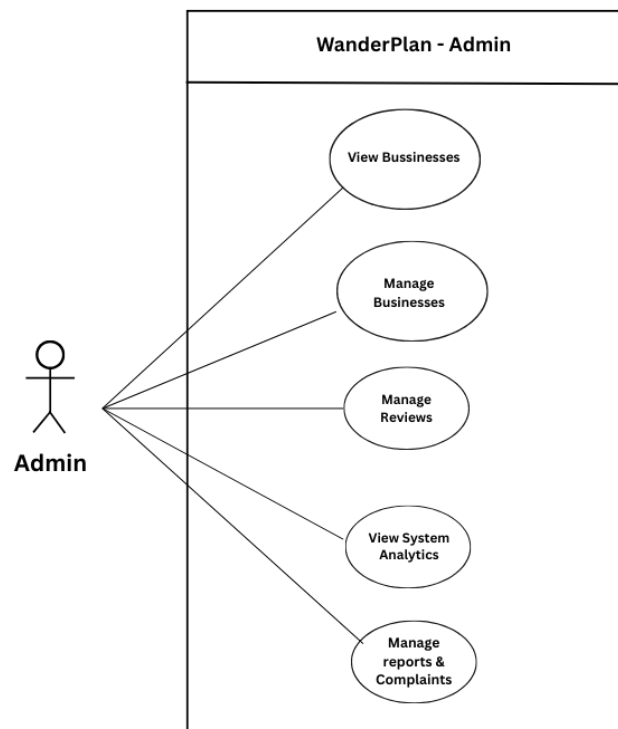 WanderPlan - Admin
View Bussinesses
Manage
Businesses
Manage
Reviews
Admin
View System
Analytics
Manage
reports &
Complaints